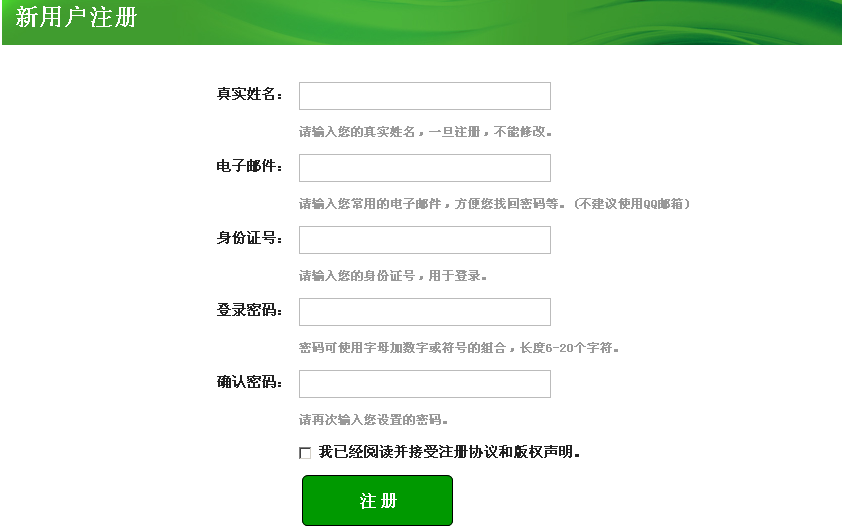 新用户注册
真实姓名：
请输入您的真实姓名，一旦注册，不能修改。
电子邮件：
请输入您常用的电子邮件，方便您找回密码等。(不建议使用QQ邮箱)
身份证号：
请输入您的身份证号，用于登录。
登录密码：
密码可使用字母加数字或符号的组合，长度6-20个字符。
确认密码：
请再次输入您设置的密码。
我已经阅读并接受注册协议和版权声明。
注册